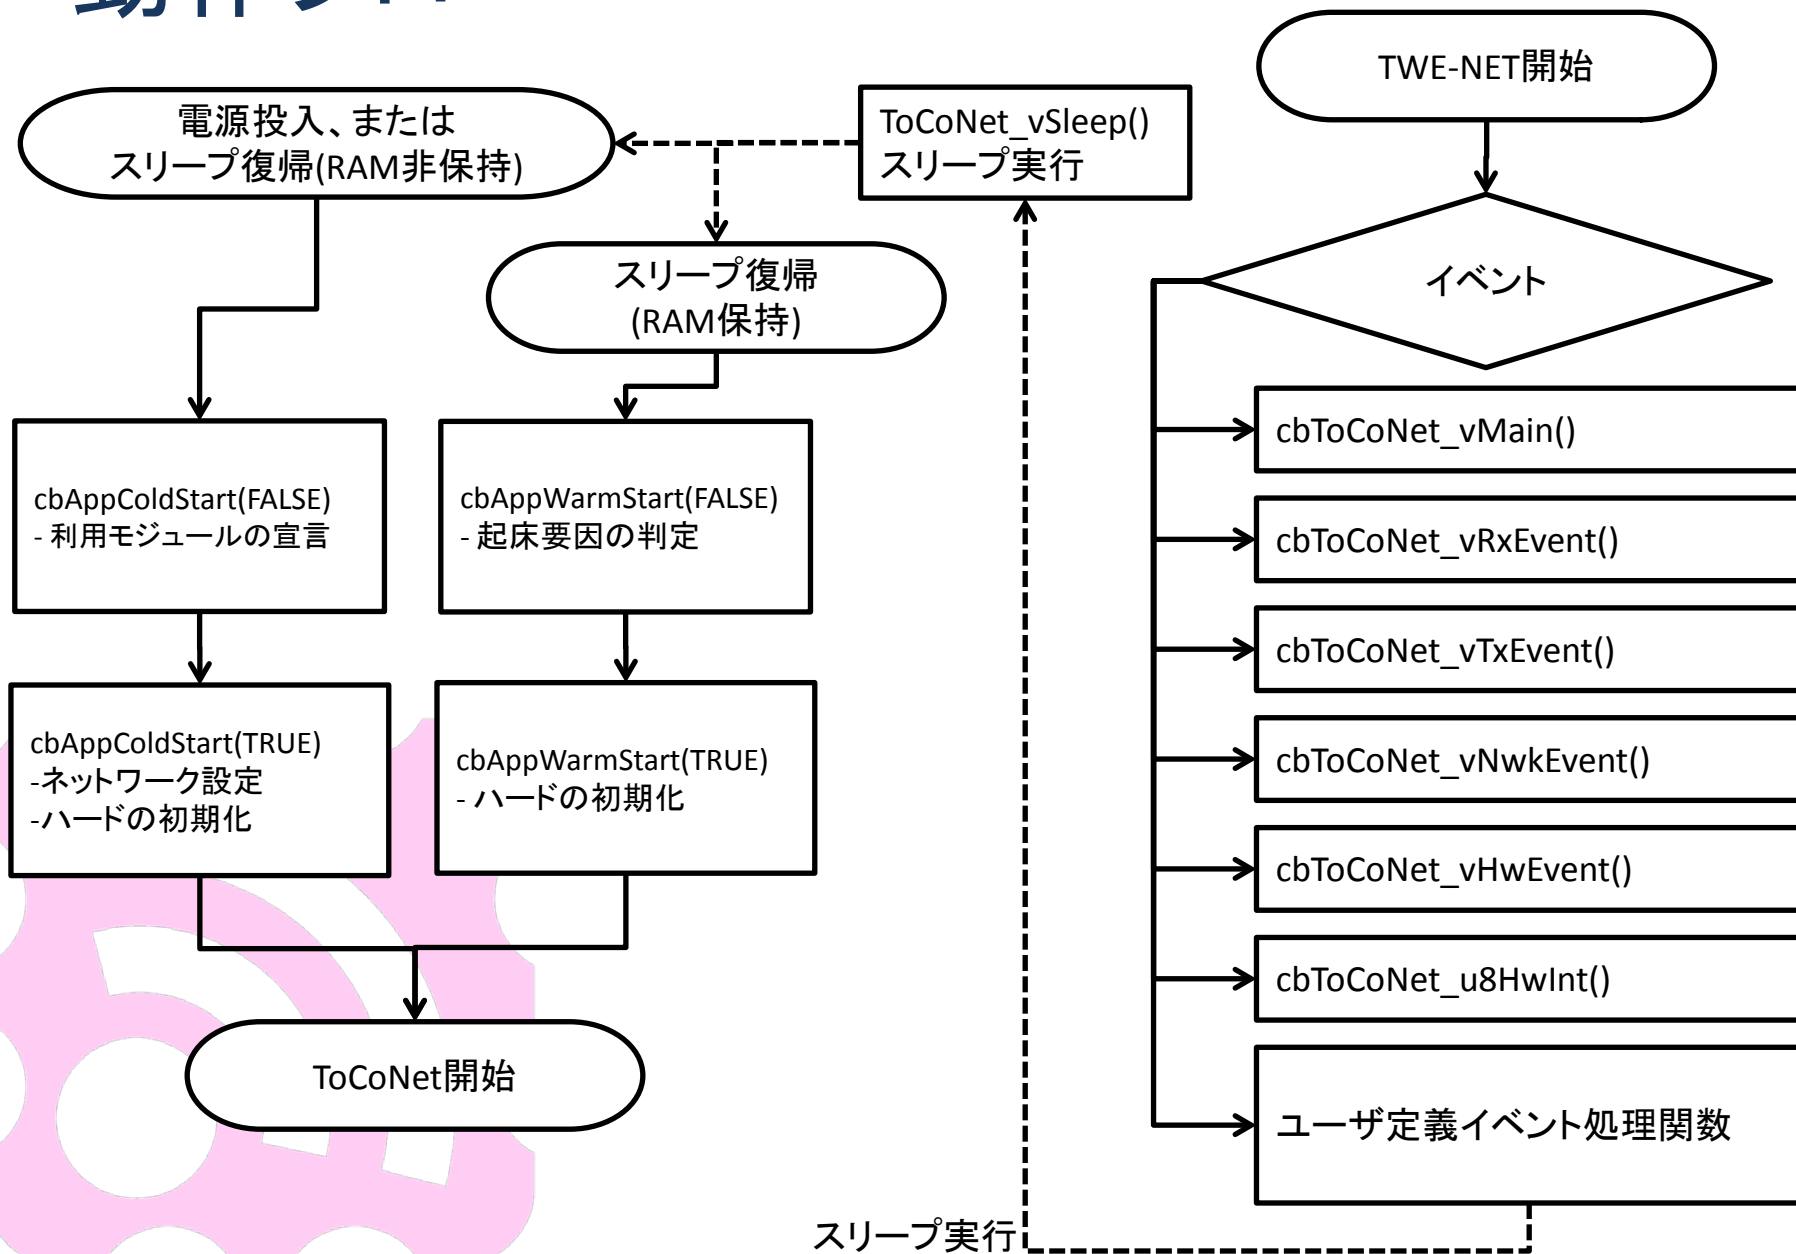 電源投入、または
スリープ復帰(RAM非保持)
ToCoNet_vSleep()
スリープ実行
スリープ復帰
(RAM保持)
cbAppColdStart(FALSE)
- 利用モジュールの宣言
cbAppWarmStart(FALSE)
- 起床要因の判定
cbAppColdStart(TRUE)
-ネットワーク設定
-ハードの初期化
cbAppWarmStart(TRUE)
- ハードの初期化
ToCoNet開始
TWE-NET開始
イベント
cbToCoNet_vMain()
cbToCoNet_vRxEvent()
cbToCoNet_vTxEvent()
cbToCoNet_vNwkEvent()
cbToCoNet_vHwEvent()
cbToCoNet_u8HwInt()
ユーザ定義イベント処理関数
スリープ実行